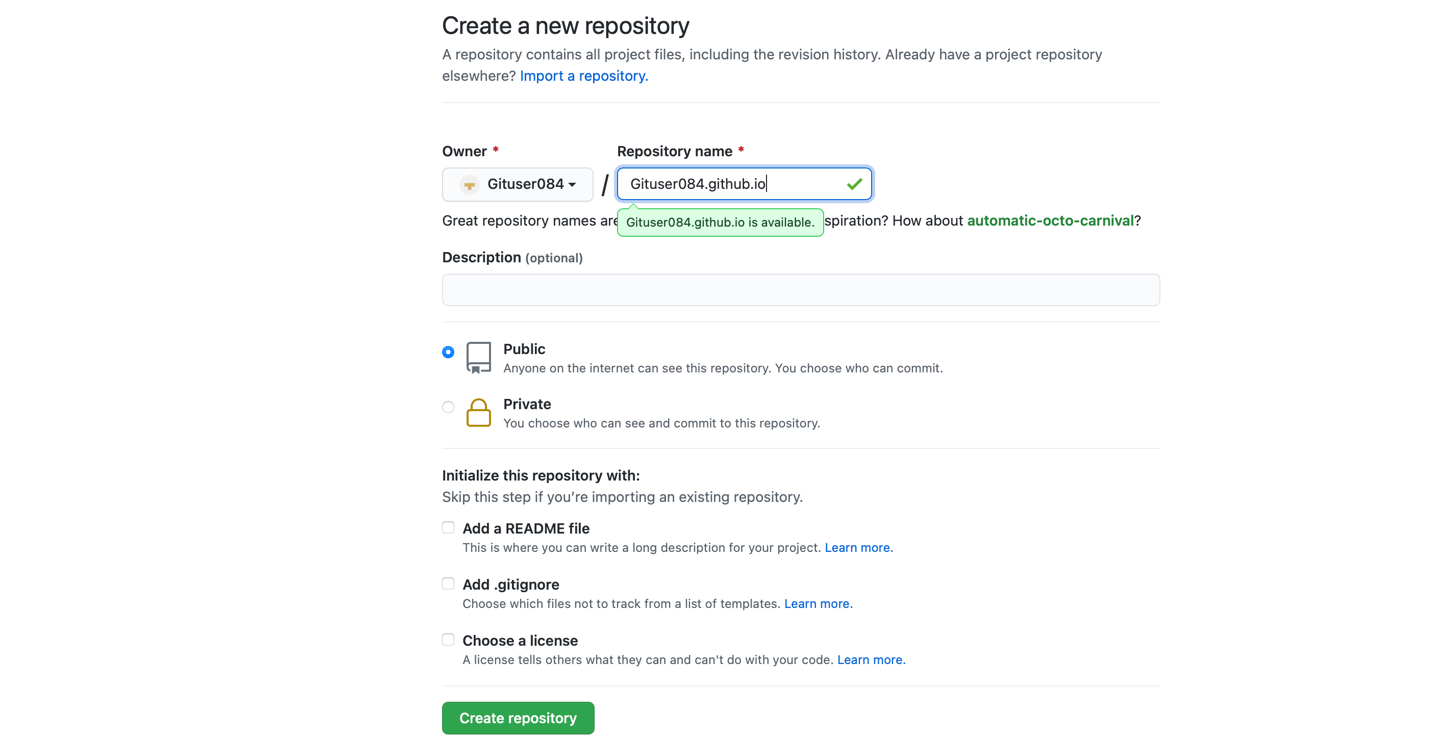 Create a new repository
A repository contains all project files, including the revision history. Already have a project repository
elsewhere? Import a repository.
Owner * Repository name *
Gituser084 / Gituser084.github.io
Great repository names are Gituser084.github.io is available. spiration? How about automatic-octo-carnival?
Description (optional)
Public
Anyone on the internet can see this repository. You choose who can commit.
Private
You choose who can see and commit to this repository.
Initialize this repository with:
Skip this step if you’re importing an existing repository.
Add a README file
This is where you can write a long description for your project. Learn more.
Add .gitignore
Choose which files not to track from a list of templates. Learn more.
Choose a license
A license tells others what they can and can't do with your code. Learn more.
Create repository